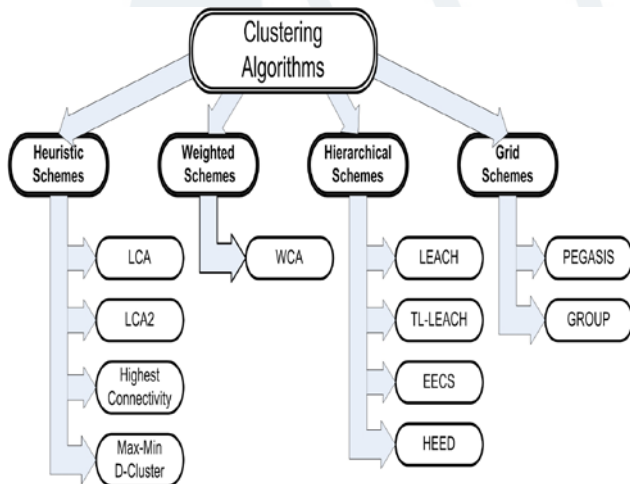 Clustering
Algorithms
Heuristic
Schemes
Weighted
Schemes
Hierarchical
Schemes
Grid
Schemes
LCA
LCA2
Highest
Connectivity
Max-Min
D-Cluster
WCA
LEACH
TL-LEACH
EECS
HEED
PEGASIS
GROUP